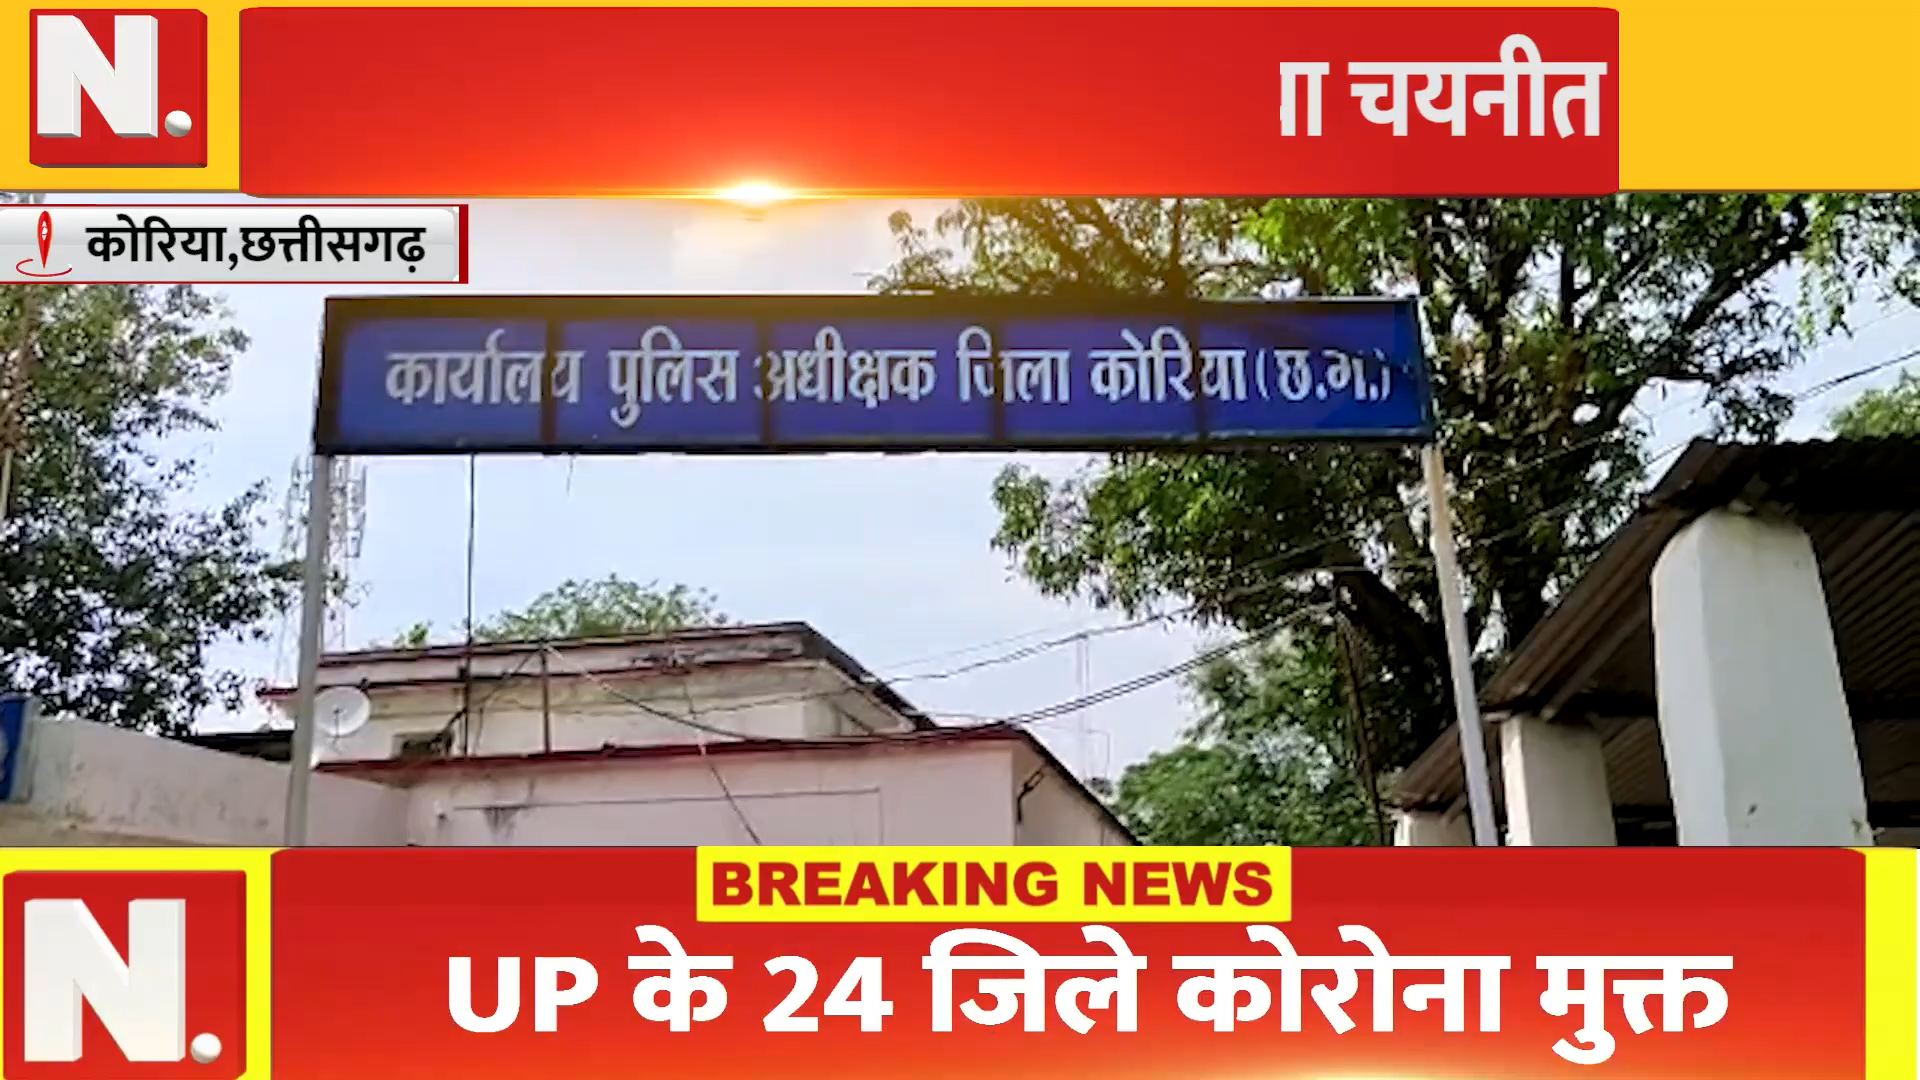 N.
चयनीत
कोरिया,छत्तीसगढ़
कार्यालय पुलिस अधीक्षक जिला कोरिया (छ.ग.)
BREAKING NEWS
N.
UP के 24 जिले कोरोना मुक्त